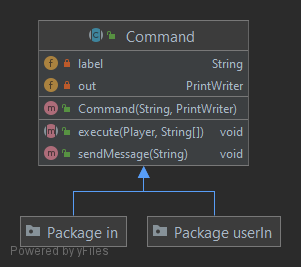 Command
label String
out PrintWriter
Command(String, PrintWriter)
execute(Player, String[]) void
sendMessage(String) void
Package in Package userIn
Powered by yFiles